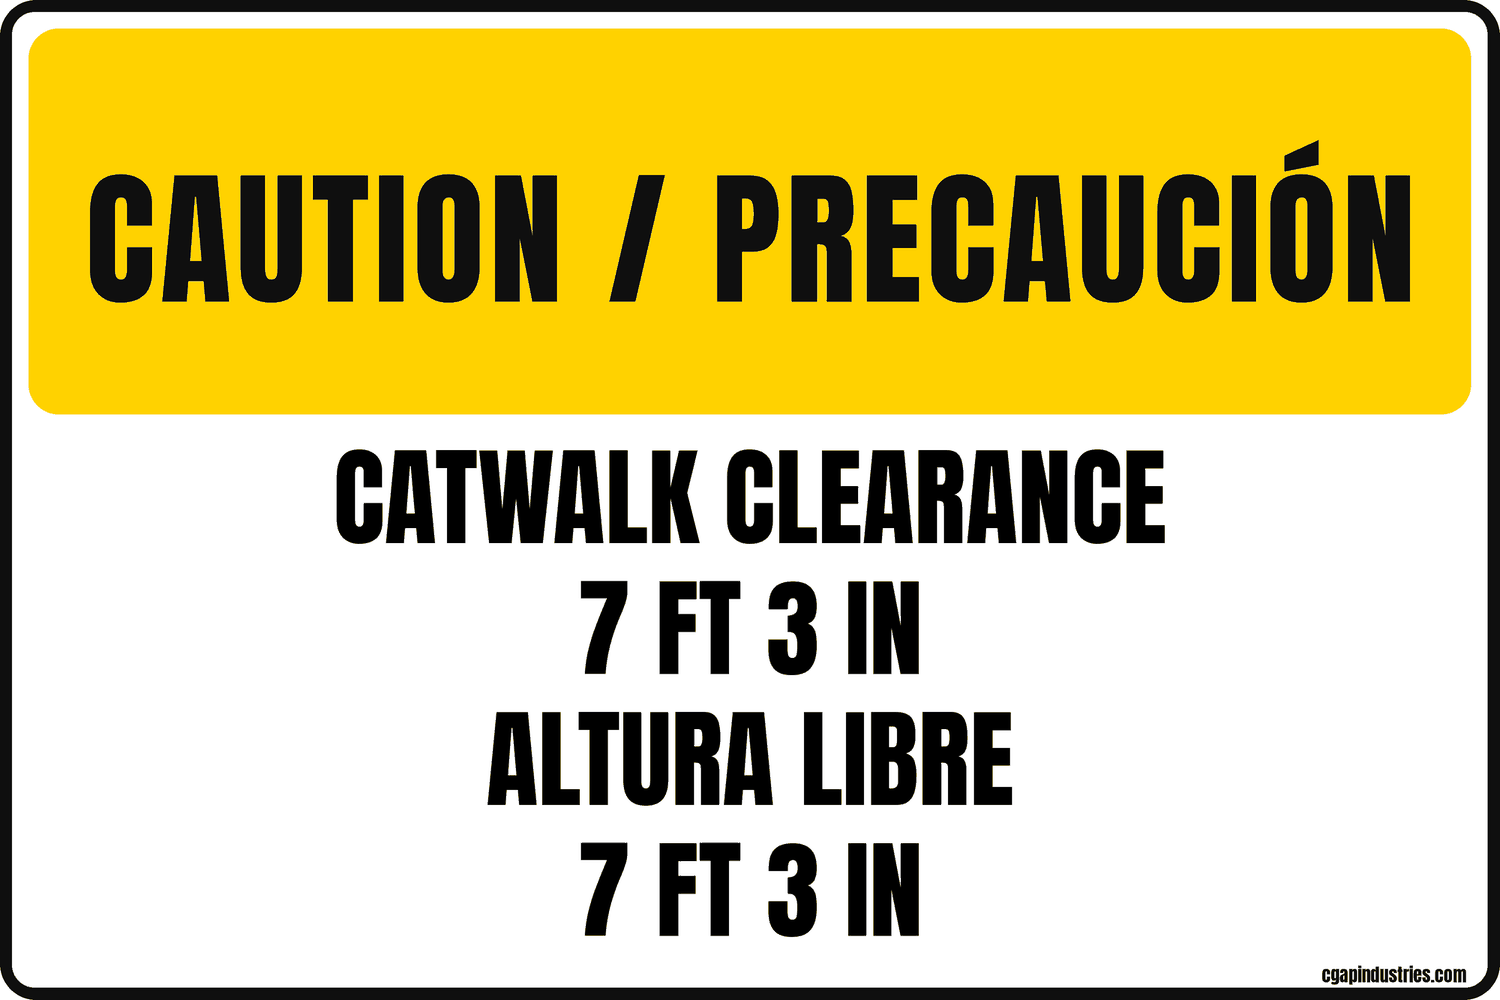 CAUTION / PRECAUCIÓN
CATWALK CLEARANCE
7 FT 3 IN
ALTURA LIBRE
7 FT 3 IN
cgapindustries.com